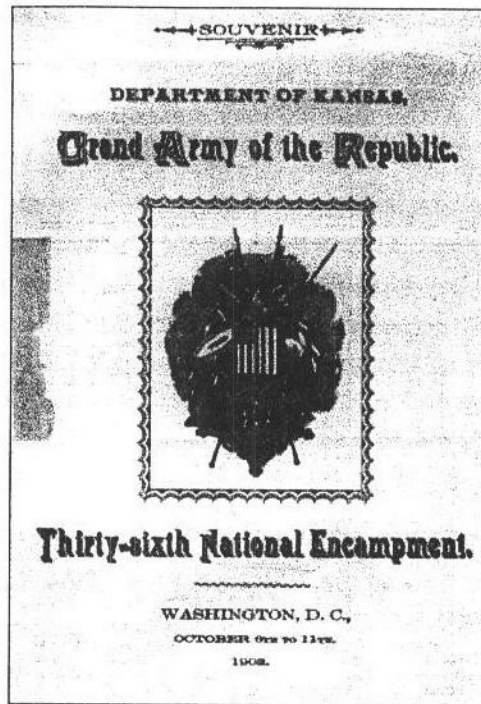 SOUVENIR
DEPARTMENT OF KANSAS,
Grand Army of the Republic.
Thirty-sixth National Encampment.
WASHINGTON, D. C.,
OCTOBER 6TH TO 11TH.
1902.